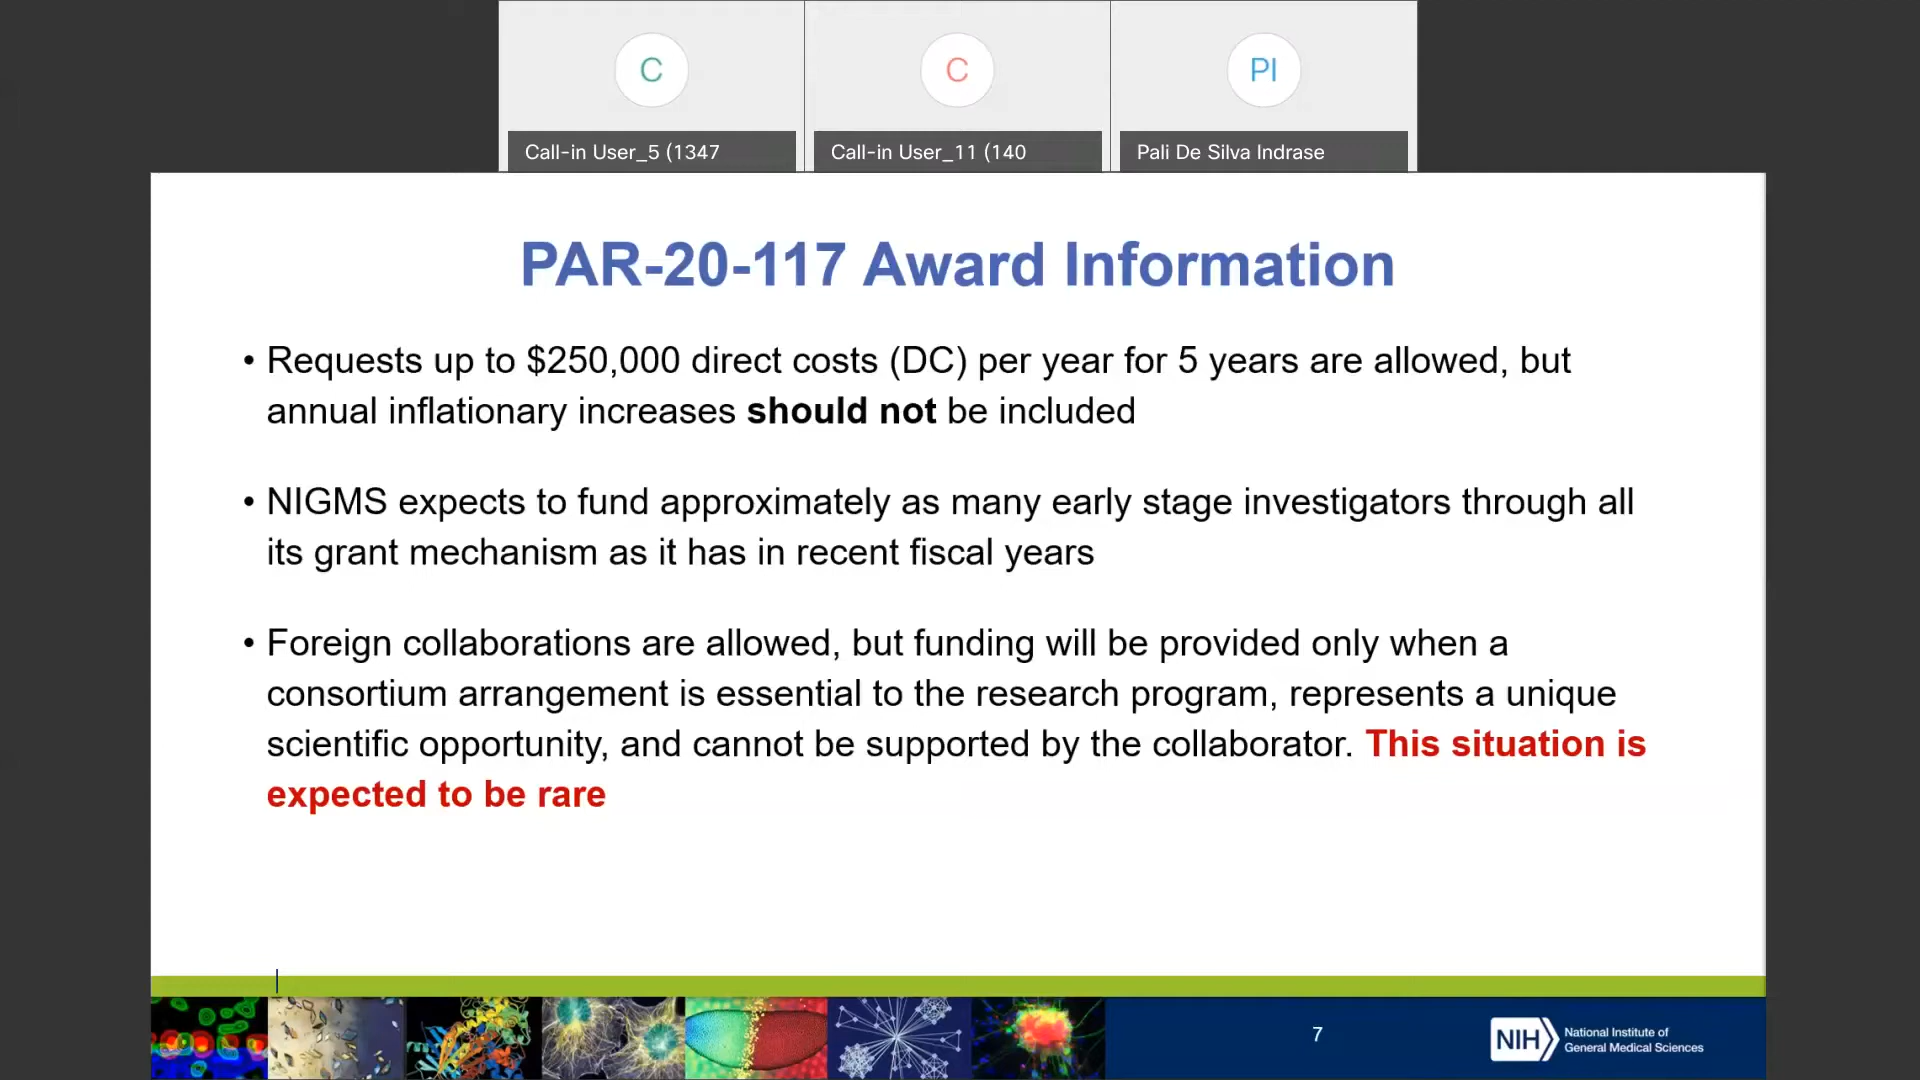 C
C
PI
Call-in User_5 (1347
Call-in User_11 (140
Pali De Silva Indrase
PAR-20-117 Award Information
• Requests up to $250,000 direct costs (DC) per year for 5 years are allowed, but
annual inflationary increases should not be included
• NIGMS expects to fund approximately as many early stage investigators through all
its grant mechanism as it has in recent fiscal years
• Foreign collaborations are allowed, but funding will be provided only when a
consortium arrangement is essential to the research program, represents a unique
scientific opportunity, and cannot be supported by the collaborator. This situation is
expected to be rare
7
NIH
National Institute of
General Medical Sciences